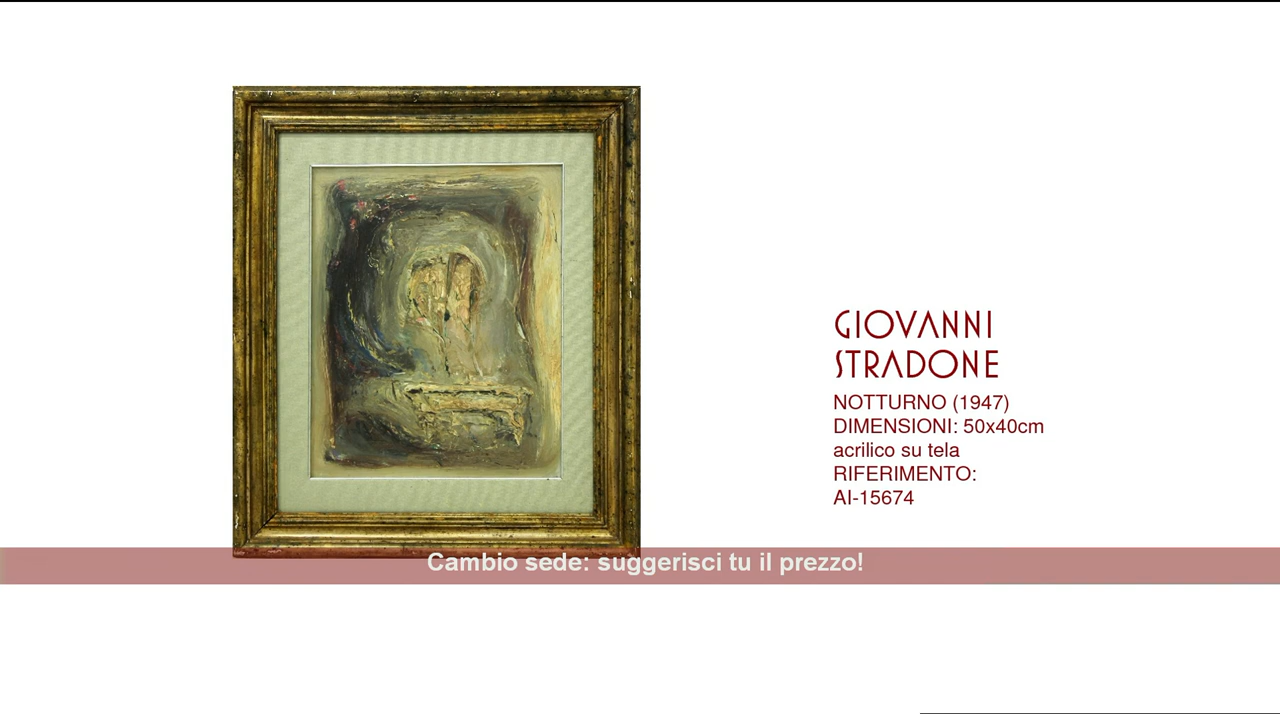 GIOVANNI
STRADONE
NOTTURNO (1947)
DIMENSIONI: 50x40cm
acrilico su tela
RIFERIMENTO:
AI-15674
Cambio sede: suggerisci tu il prezzo!